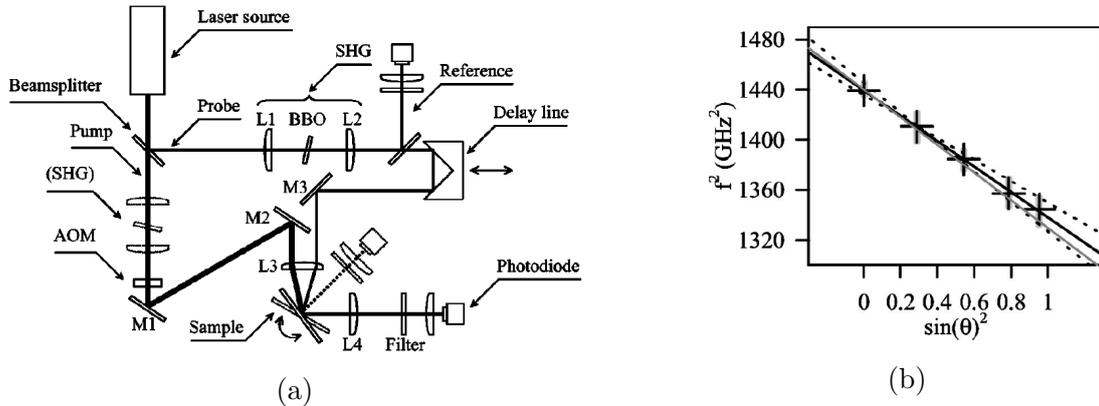 Laser source
SHG
Beamsplitter
Reference
Probe
L1
BBO
L2
Delay line
Pump
(SHG)
M3
M2
AOM
L3
Photodiode
M1
Sample
L4
Filter
(a)
1480
1440
1400
1360
1320
f² (GHz²)
0 0.2 0.4 0.6 0.8 1
sin(θ)²
(b)